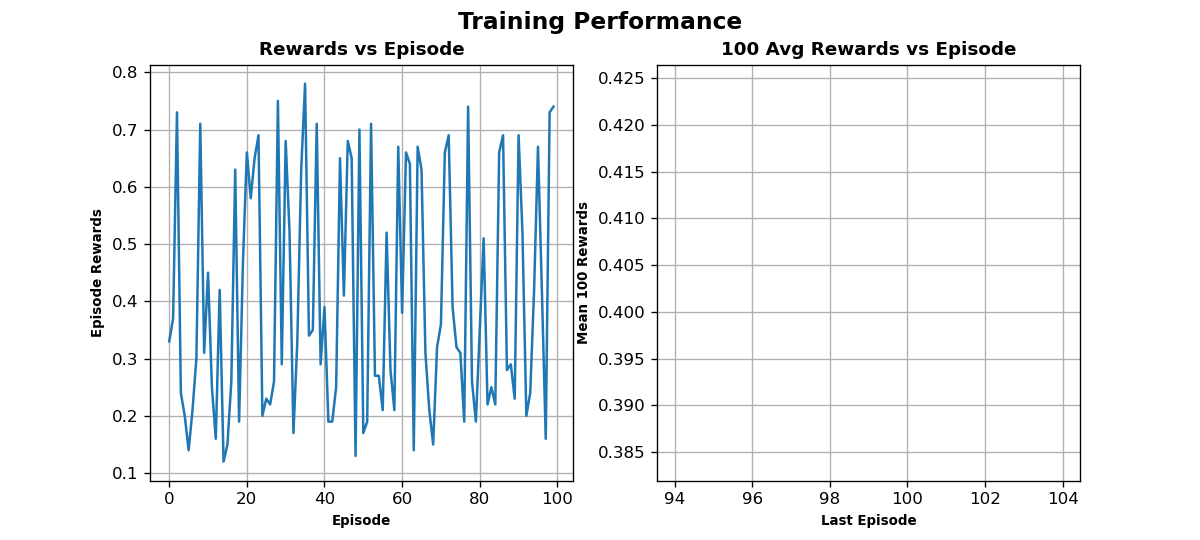 Training Performance
Rewards vs Episode
0.8
0.7
0.6
0.5
0.4
0.3
0.2
0.1
Episode Rewards
0 20 40 60 80 100
Episode
100 Avg Rewards vs Episode
0.425
0.420
0.415
0.410
0.405
0.400
0.395
0.390
0.385
Mean 100 Rewards
94 96 98 100 102 104
Last Episode